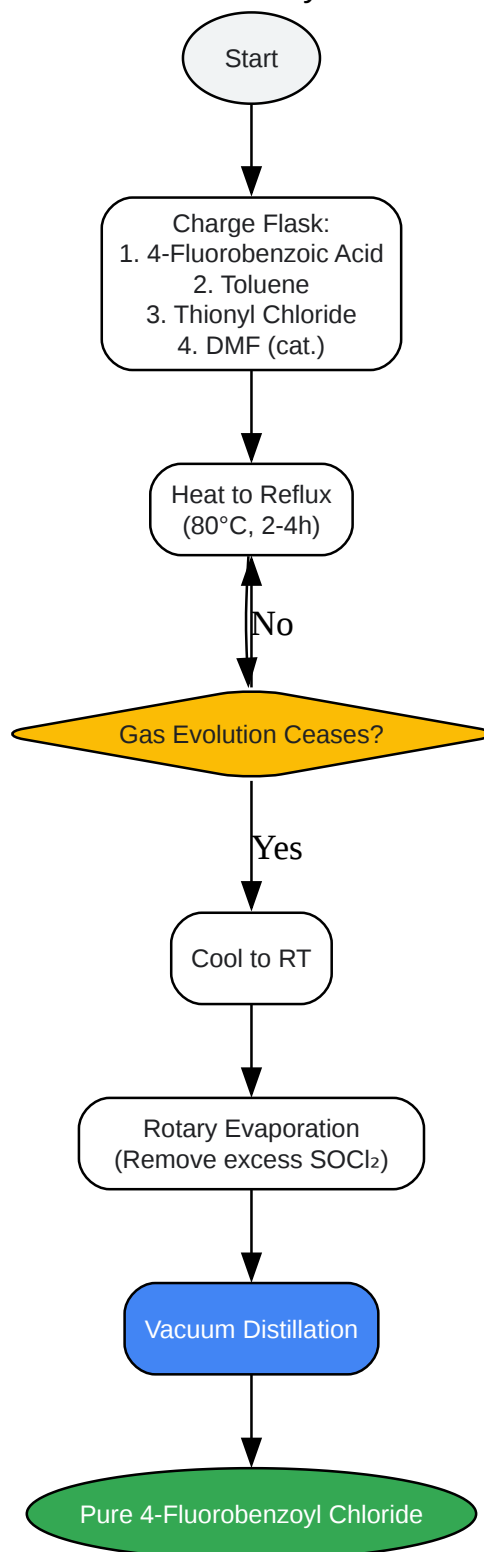 Start
Charge Flask:
1. 4-Fluorobenzoic Acid
2. Toluene
3. Thionyl Chloride
4. DMF (cat.)
Heat to Reflux
(80°C, 2-4h)
No
Gas Evolution Ceases?
Yes
Cool to RT
Rotary Evaporation
(Remove excess SOCl₂)
Vacuum Distillation
Pure 4-Fluorobenzoyl Chloride